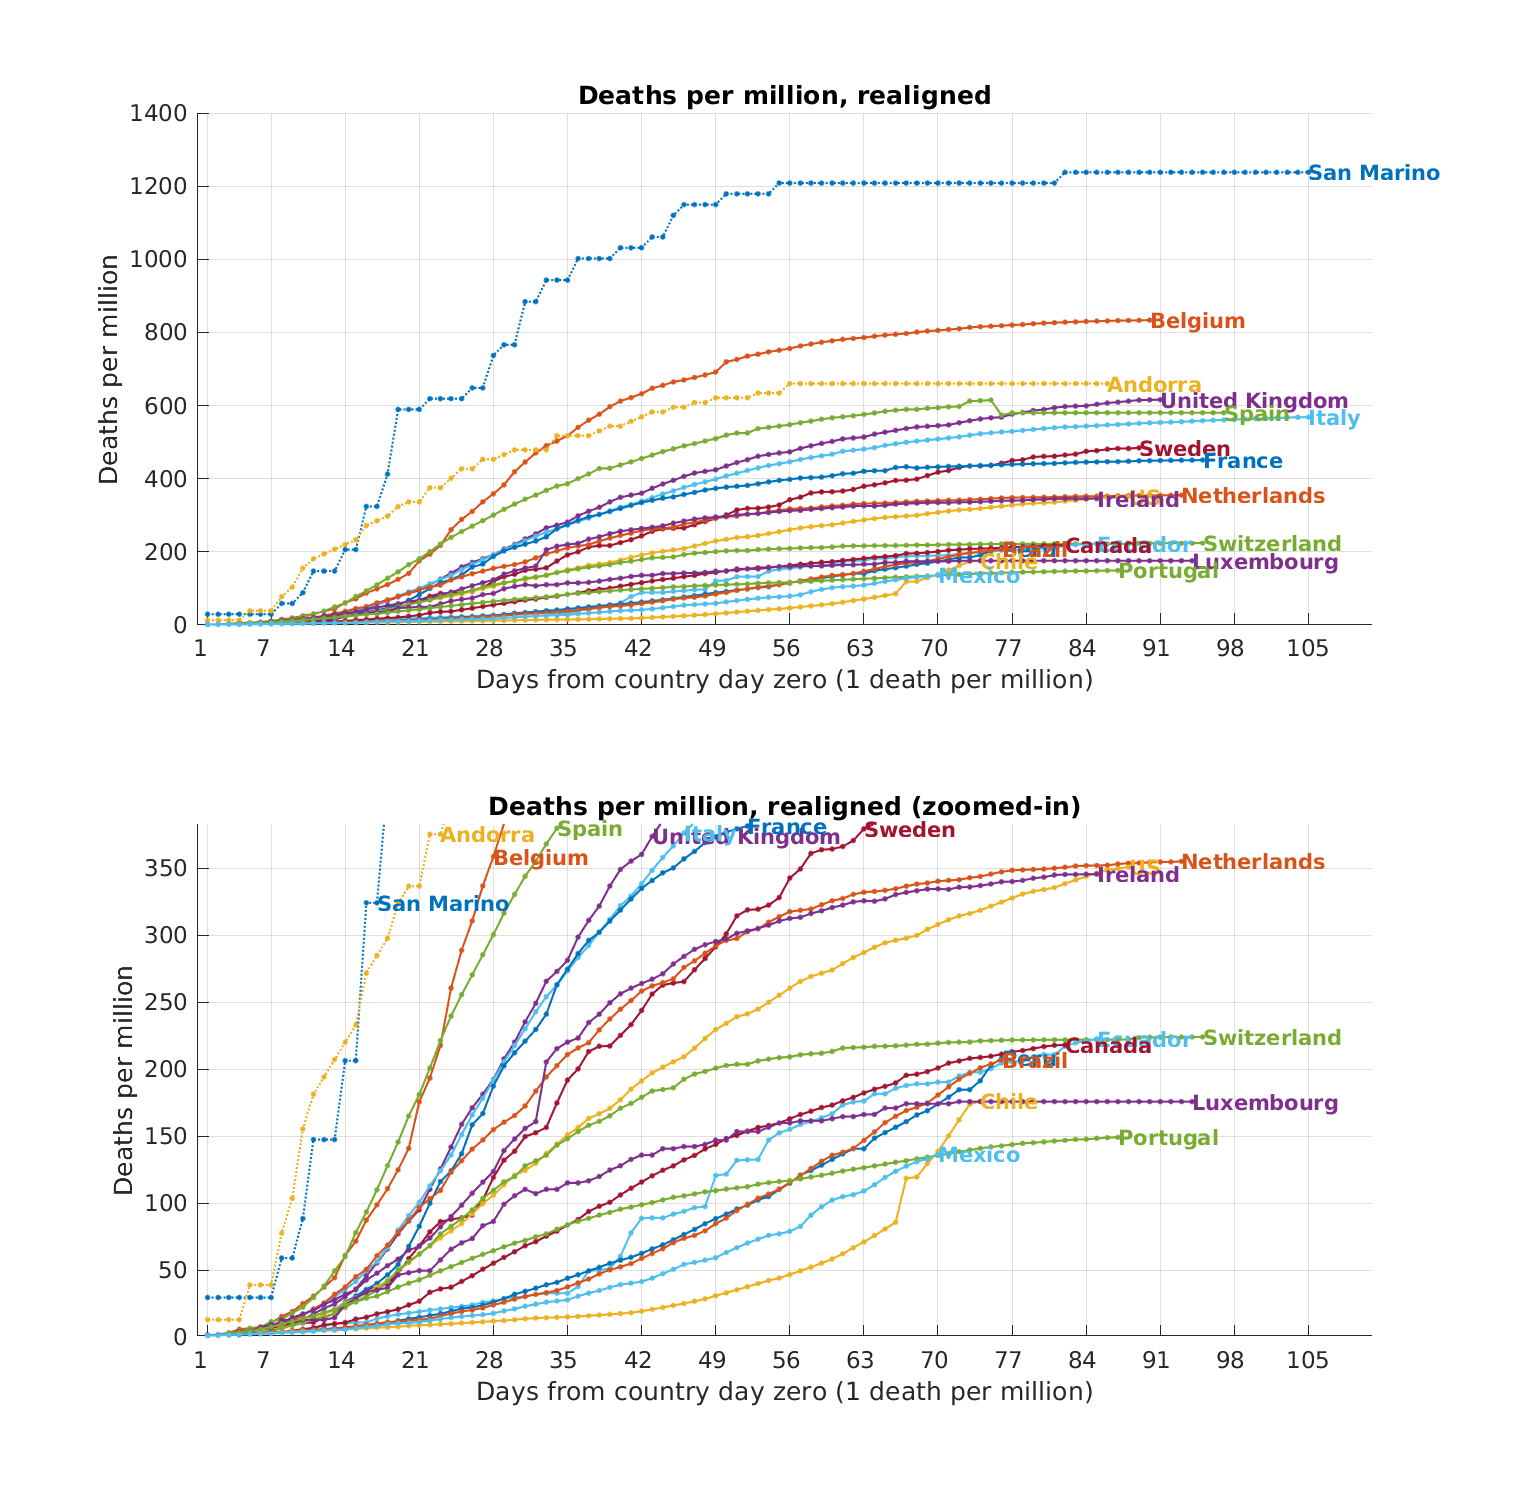 Deaths per million, realigned
1400
1200
1000
800
600
400
200
0
Deaths per million
San Marino
Belgium
Andorra
United Kingdom
Spain
Italy
Sweden
France
US
Netherlands
Ireland
Ecuador
Canada
Switzerland
Brazil
Chile
Luxembourg
Mexico
Portugal
1 7 14 21 28 35 42 49 56 63 70 77 84 91 98 105
Days from country day zero (1 death per million)
Deaths per million, realigned (zoomed-in)
350
300
250
200
150
100
50
0
Deaths per million
Andorra
Spain
United Kingdom
Italy
France
Sweden
Belgium
San Marino
US
Netherlands
Ireland
Ecuador
Switzerland
Canada
Brazil
Chile
Luxembourg
Portugal
Mexico
1 7 14 21 28 35 42 49 56 63 70 77 84 91 98 105
Days from country day zero (1 death per million)